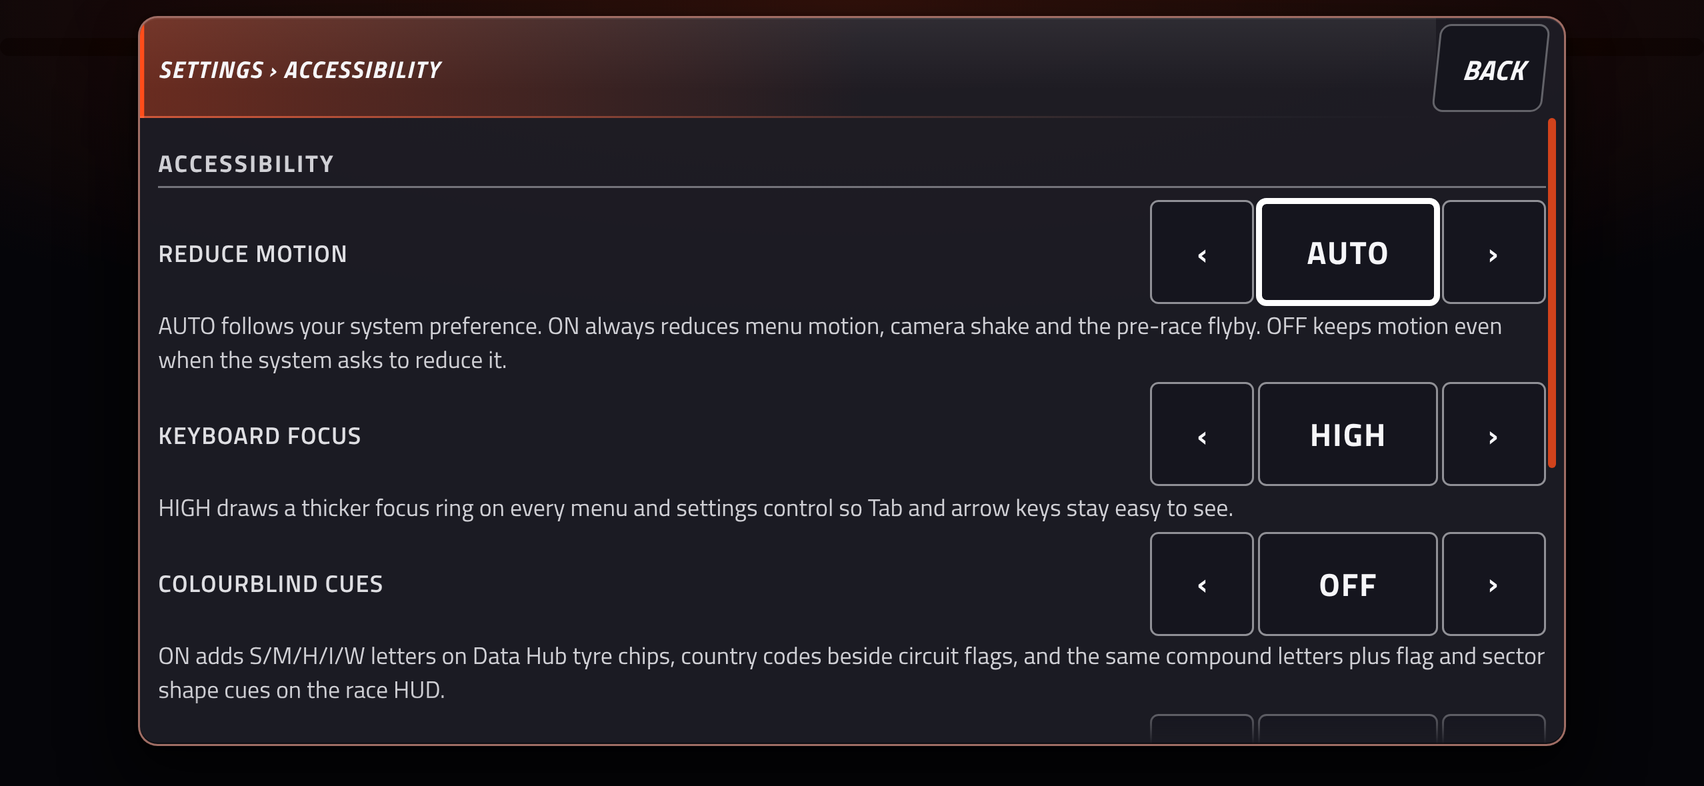 SETTINGS › ACCESSIBILITY
BACK
ACCESSIBILITY
REDUCE MOTION
‹ AUTO ›
AUTO follows your system preference. ON always reduces menu motion, camera shake and the pre-race flyby. OFF keeps motion even
when the system asks to reduce it.
KEYBOARD FOCUS
‹ HIGH ›
HIGH draws a thicker focus ring on every menu and settings control so Tab and arrow keys stay easy to see.
COLOURBLIND CUES
‹ OFF ›
ON adds S/M/H/I/W letters on Data Hub tyre chips, country codes beside circuit flags, and the same compound letters plus flag and sector
shape cues on the race HUD.